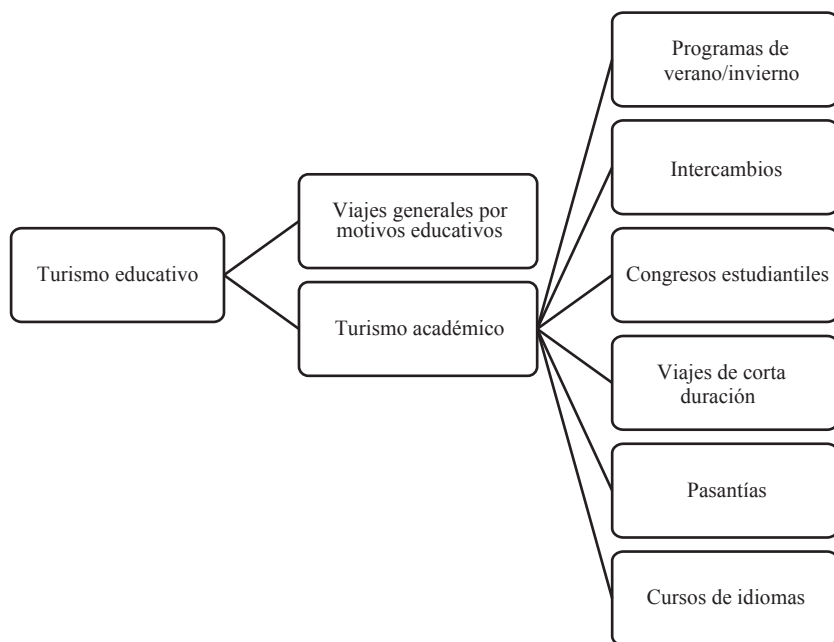 Turismo educativo
Viajes generales por
motivos educativos
Turismo académico
Programas de
verano/invierno
Intercambios
Congresos estudiantiles
Viajes de corta
duración
Pasantías
Cursos de idiomas